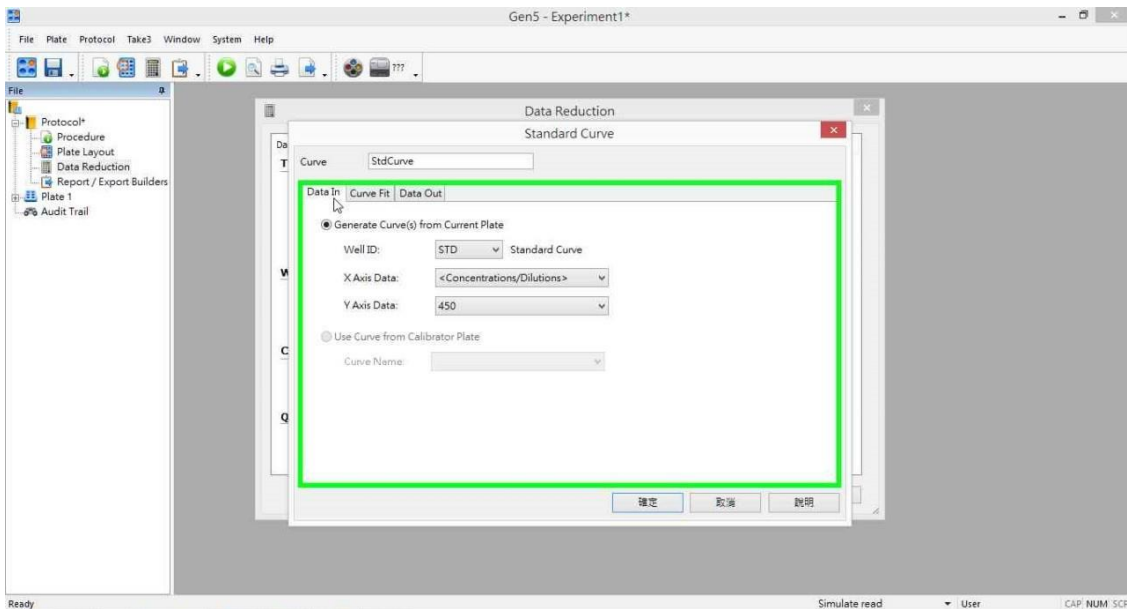 Gen5 - Experiment1*
File Plate Protocol Take3 Window System Help
???
File
Protocol*
Procedure
Plate Layout
Data Reduction
Report / Export Builders
Plate 1
Audit Trail
Data Reduction
Da
T
W
C
Q
Standard Curve
Curve StdCurve
Data In Curve Fit Data Out
Generate Curve(s) from Current Plate
Well ID: STD Standard Curve
X Axis Data: <Concentrations/Dilutions>
Y Axis Data: 450
Use Curve from Calibrator Plate
Curve Name:
確定 取消 說明
Ready Simulate read User CAP NUM SCR